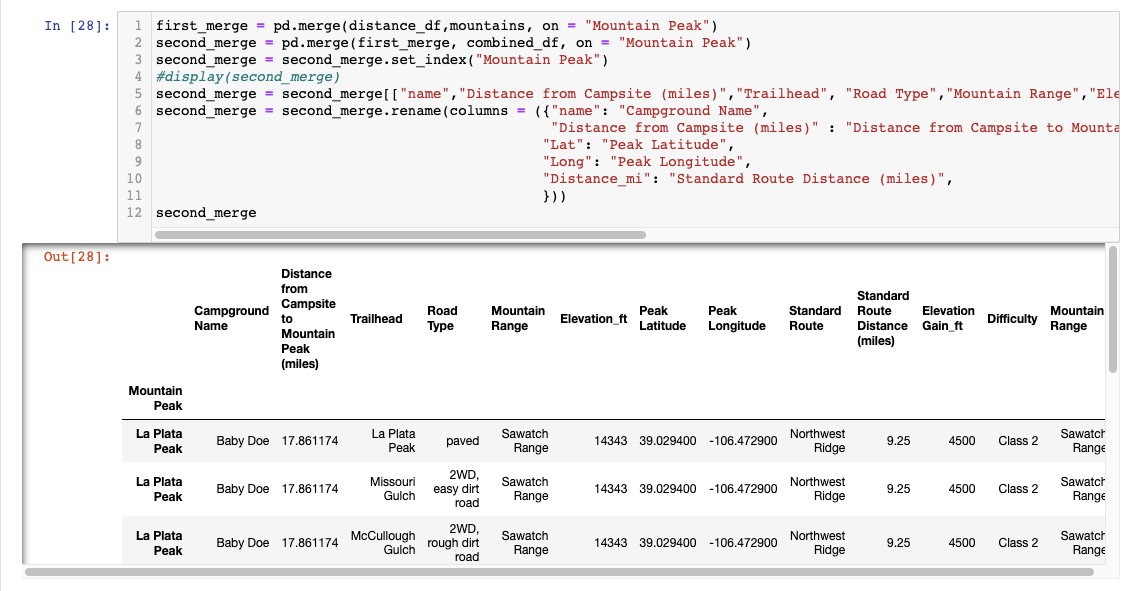 In [28]:
1 first_merge = pd.merge(distance_df,mountains, on = "Mountain Peak")
2 second_merge = pd.merge(first_merge, combined_df, on = "Mountain Peak")
3 second_merge = second_merge.set_index("Mountain Peak")
4 #display(second_merge)
5 second_merge = second_merge[["name","Distance from Campsite (miles)","Trailhead", "Road Type","Mountain Range","Ele
6 second_merge = second_merge.rename(columns = ({"name": "Campground Name",
7 "Distance from Campsite (miles)" : "Distance from Campsite to Mounta
8 "Lat": "Peak Latitude",
9 "Long": "Peak Longitude",
10 "Distance_mi": "Standard Route Distance (miles)",
11 }))
12 second_merge
Out[28]:
Campground Name
Distance from Campsite to Mountain Peak (miles)
Trailhead
Road Type
Mountain Range
Elevation_ft
Peak Latitude
Peak Longitude
Standard Route
Standard Route Distance (miles)
Elevation Gain_ft
Difficulty
Mountain Range
Mountain Peak
La Plata Peak Baby Doe 17.861174 La Plata Peak paved Sawatch Range 14343 39.029400 -106.472900 Northwest Ridge 9.25 4500 Class 2 Sawatch Range
La Plata Peak Baby Doe 17.861174 Missouri Gulch 2WD, easy dirt road Sawatch Range 14343 39.029400 -106.472900 Northwest Ridge 9.25 4500 Class 2 Sawatch Range
La Plata Peak Baby Doe 17.861174 McCullough Gulch 2WD, rough dirt road Sawatch Range 14343 39.029400 -106.472900 Northwest Ridge 9.25 4500 Class 2 Sawatch Range